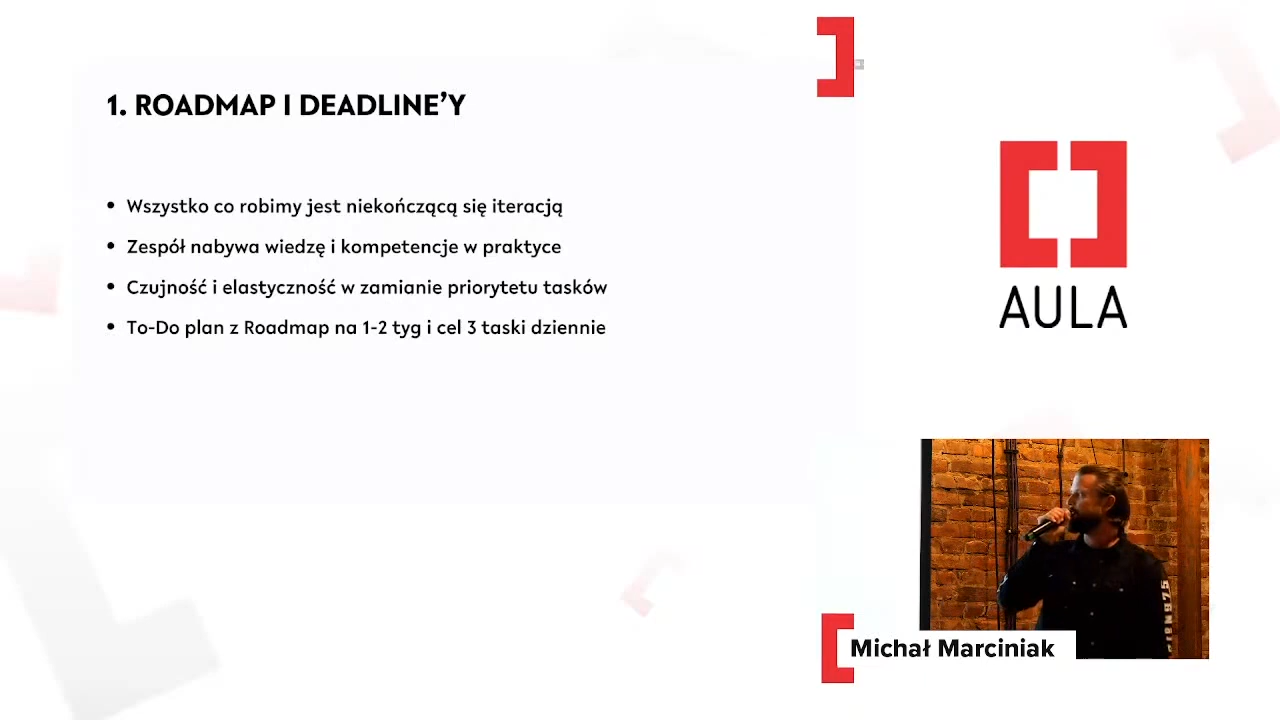 1. ROADMAP I DEADLINE’Y
• Wszystko co robimy jest niekończącą się iteracją
• Zespół nabywa wiedzę i kompetencje w praktyce
• Czujność i elastyczność w zamianie priorytetu tasków
• To-Do plan z Roadmap na 1-2 tyg i cel 3 taski dziennie
AULA
Michał Marciniak